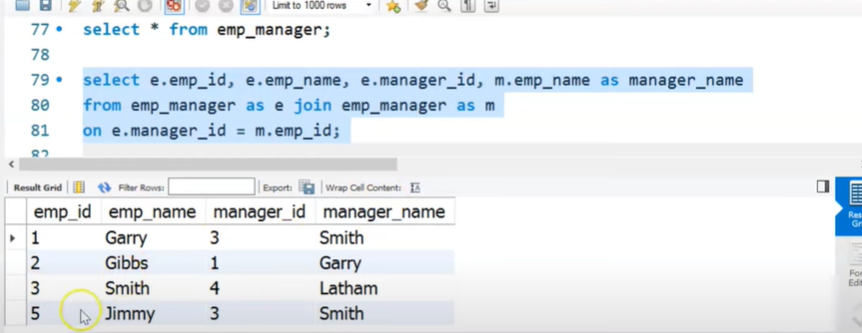 Limit to 1000 rows
77 select * from emp_manager;
78
79 select e.emp_id, e.emp_name, e.manager_id, m.emp_name as manager_name
80 from emp_manager as e join emp_manager as m
81 on e.manager_id = m.emp_id;
82
Result Grid Filter Rows: Export: Wrap Cell Content:
emp_id emp_name manager_id manager_name
1 Garry 3 Smith
2 Gibbs 1 Garry
3 Smith 4 Latham
5 Jimmy 3 Smith